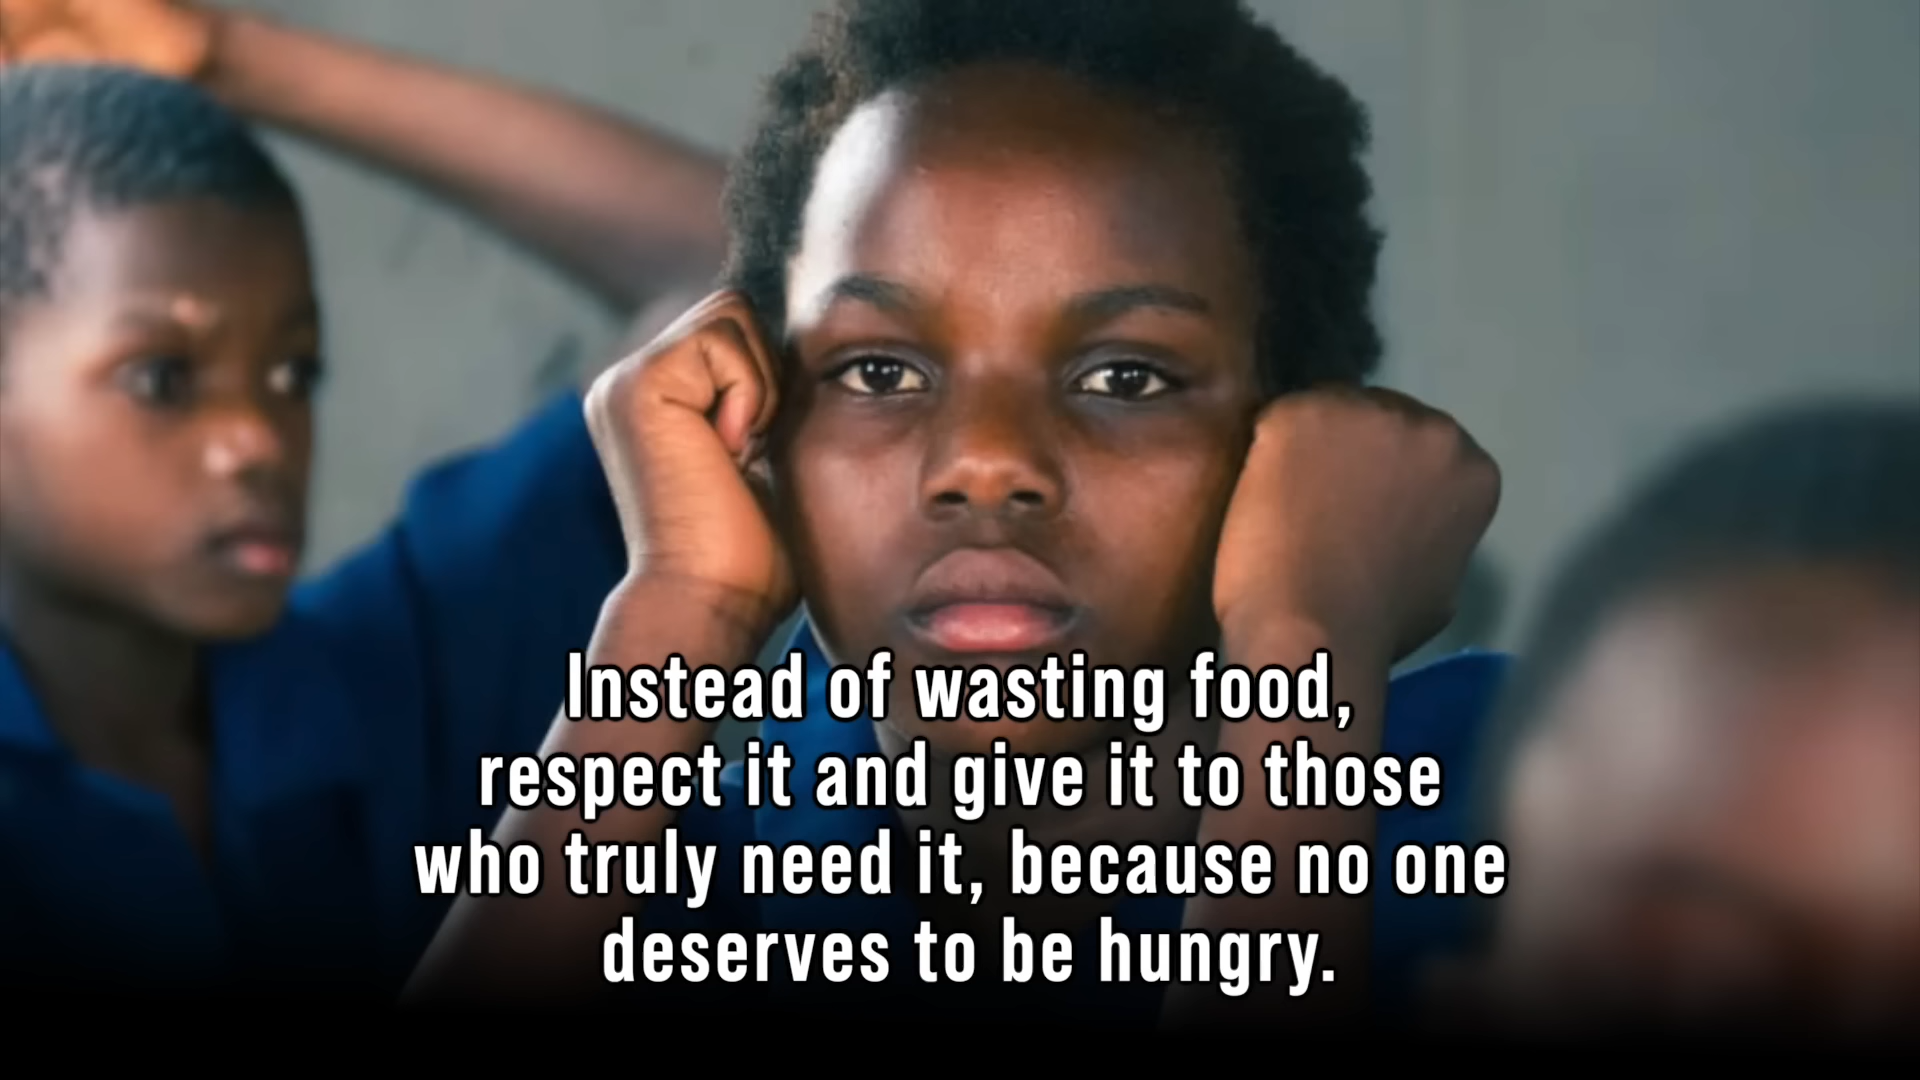 Instead of wasting food,
respect it and give it to those
who truly need it, because no one
deserves to be hungry.